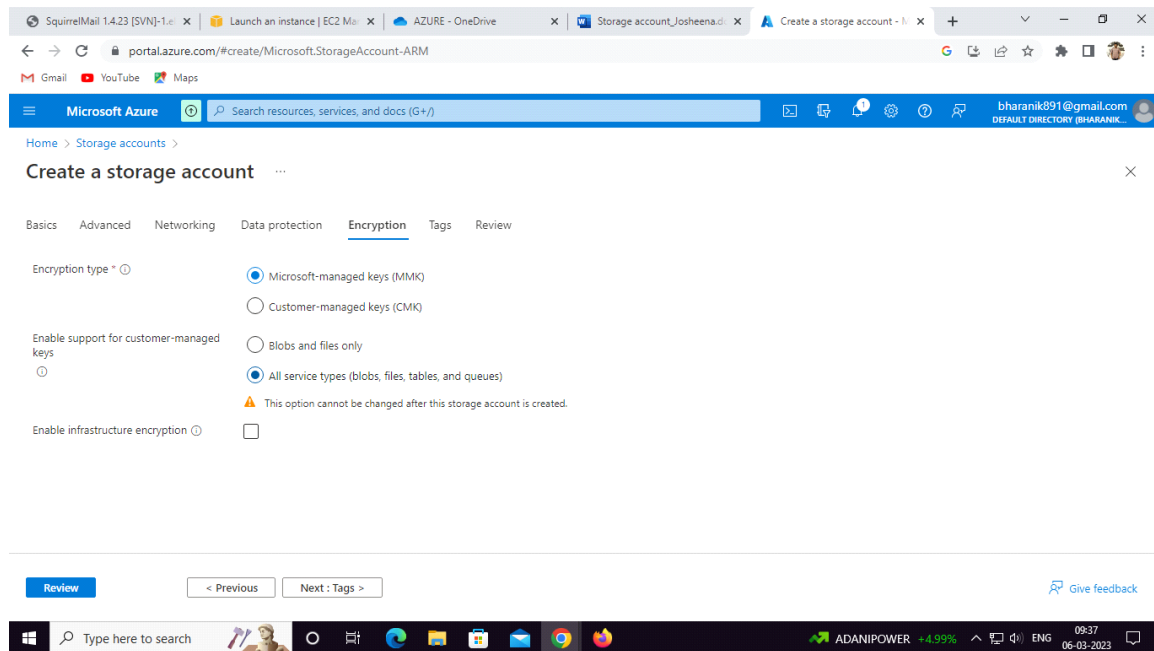 SquirrelMail 1.4.23 [SVN]-1.e
Launch an instance | EC2 Ma
AZURE - OneDrive
Storage account_Josheena.d
Create a storage account - M
portal.azure.com/#create/Microsoft.StorageAccount-ARM
Gmail YouTube Maps
Microsoft Azure
Search resources, services, and docs (G+/)
1
bharanik891@gmail.com
DEFAULT DIRECTORY (BHARANIK...
Home > Storage accounts >
Create a storage account ...
Basics Advanced Networking Data protection Encryption Tags Review
Encryption type *
Microsoft-managed keys (MMK)
Customer-managed keys (CMK)
Enable support for customer-managed
keys
Blobs and files only
All service types (blobs, files, tables, and queues)
This option cannot be changed after this storage account is created.
Enable infrastructure encryption
Review
< Previous
Next : Tags >
Give feedback
Type here to search
ADANIPOWER +4.99%
ENG
09:37
06-03-2023